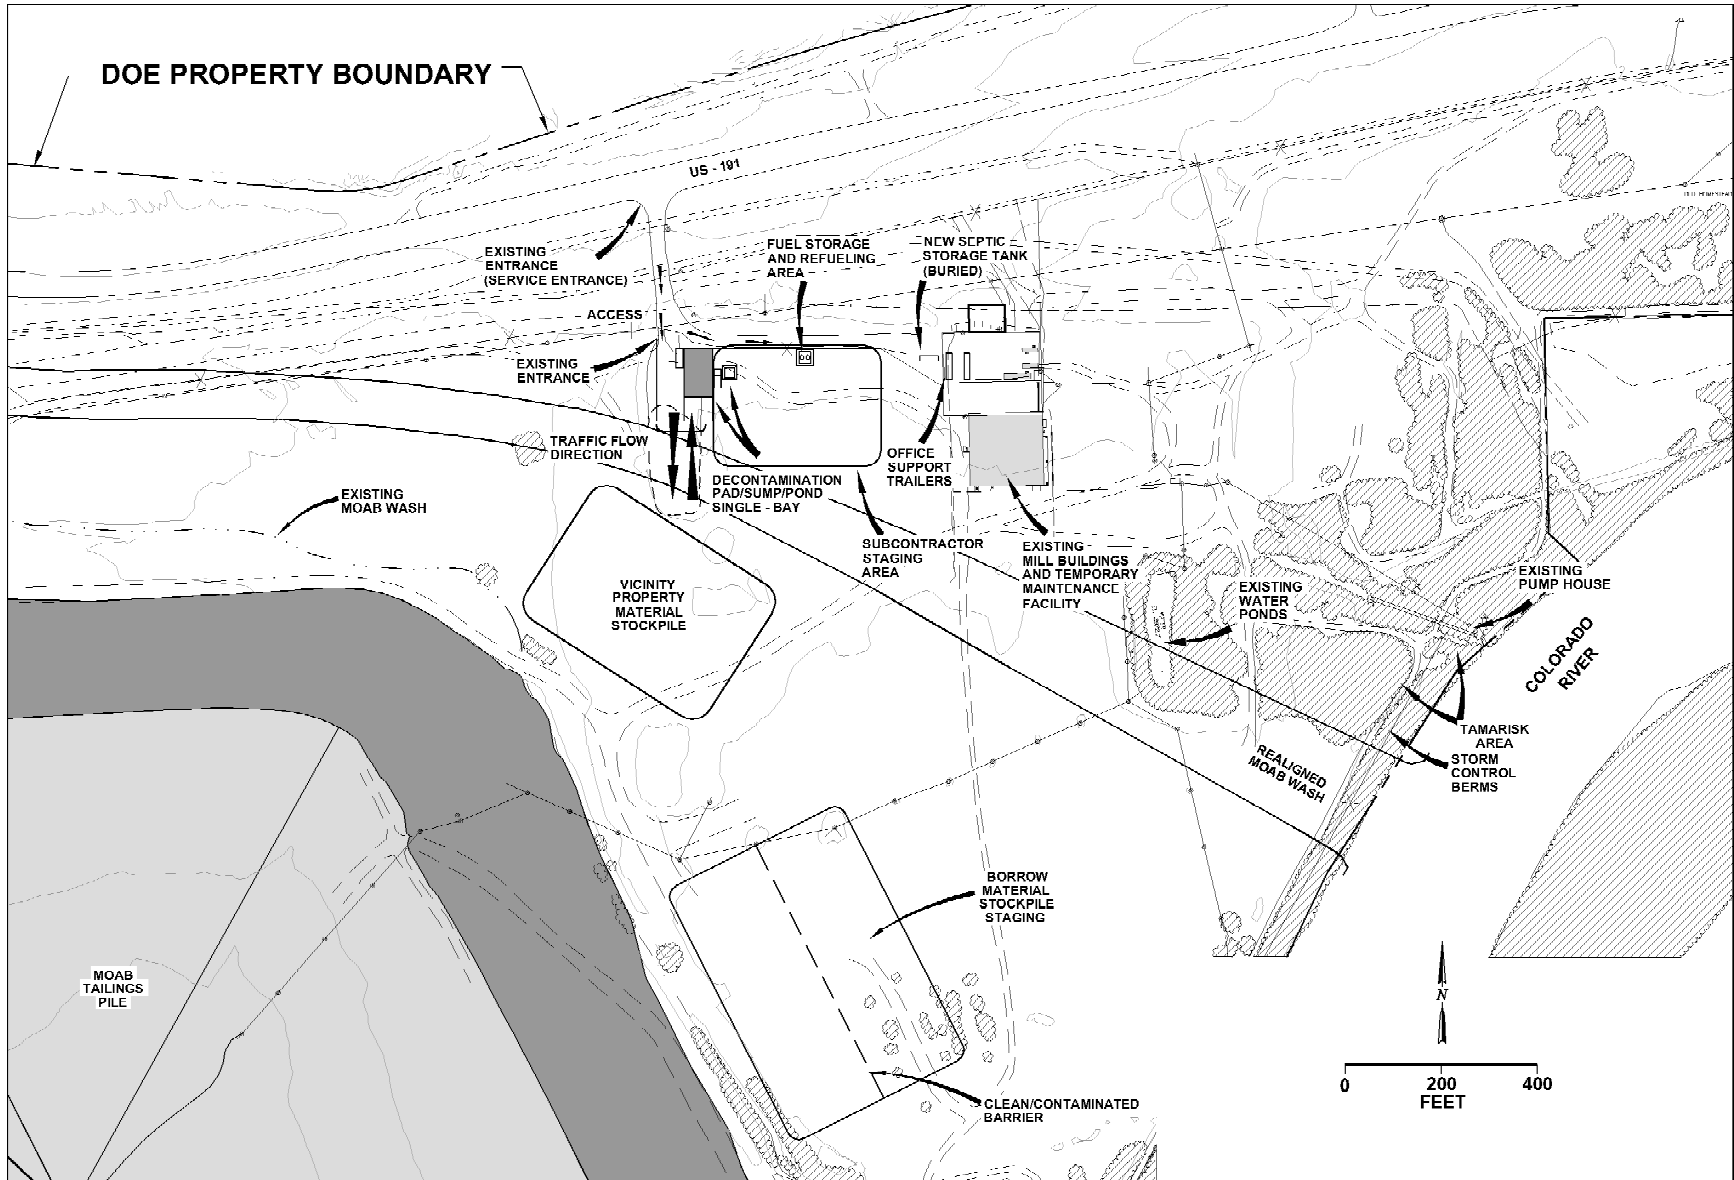 DOE PROPERTY BOUNDARY
US - 191
EXISTING
ENTRANCE
(SERVICE ENTRANCE)
FUEL STORAGE
AND REFUELING
AREA
NEW SEPTIC
STORAGE TANK
(BURIED)
ACCESS
EXISTING
ENTRANCE
TRAFFIC FLOW
DIRECTION
DECONTAMINATION
PAD/SUMP/POND
SINGLE - BAY
OFFICE
SUPPORT
TRAILERS
EXISTING
MOAB WASH
SUBCONTRACTOR
STAGING
AREA
EXISTING
MILL BUILDINGS
AND TEMPORARY
MAINTENANCE
FACILITY
VICINITY
PROPERTY
MATERIAL
STOCKPILE
EXISTING
WATER
PONDS
EXISTING
PUMP HOUSE
COLORADO
RIVER
TAMARISK
AREA
STORM
CONTROL
BERMS
REALIGNED
MOAB WASH
BORROW
MATERIAL
STOCKPILE
STAGING
MOAB
TAILINGS
PILE
CLEAN/CONTAMINATED
BARRIER
N
0 200 400
FEET